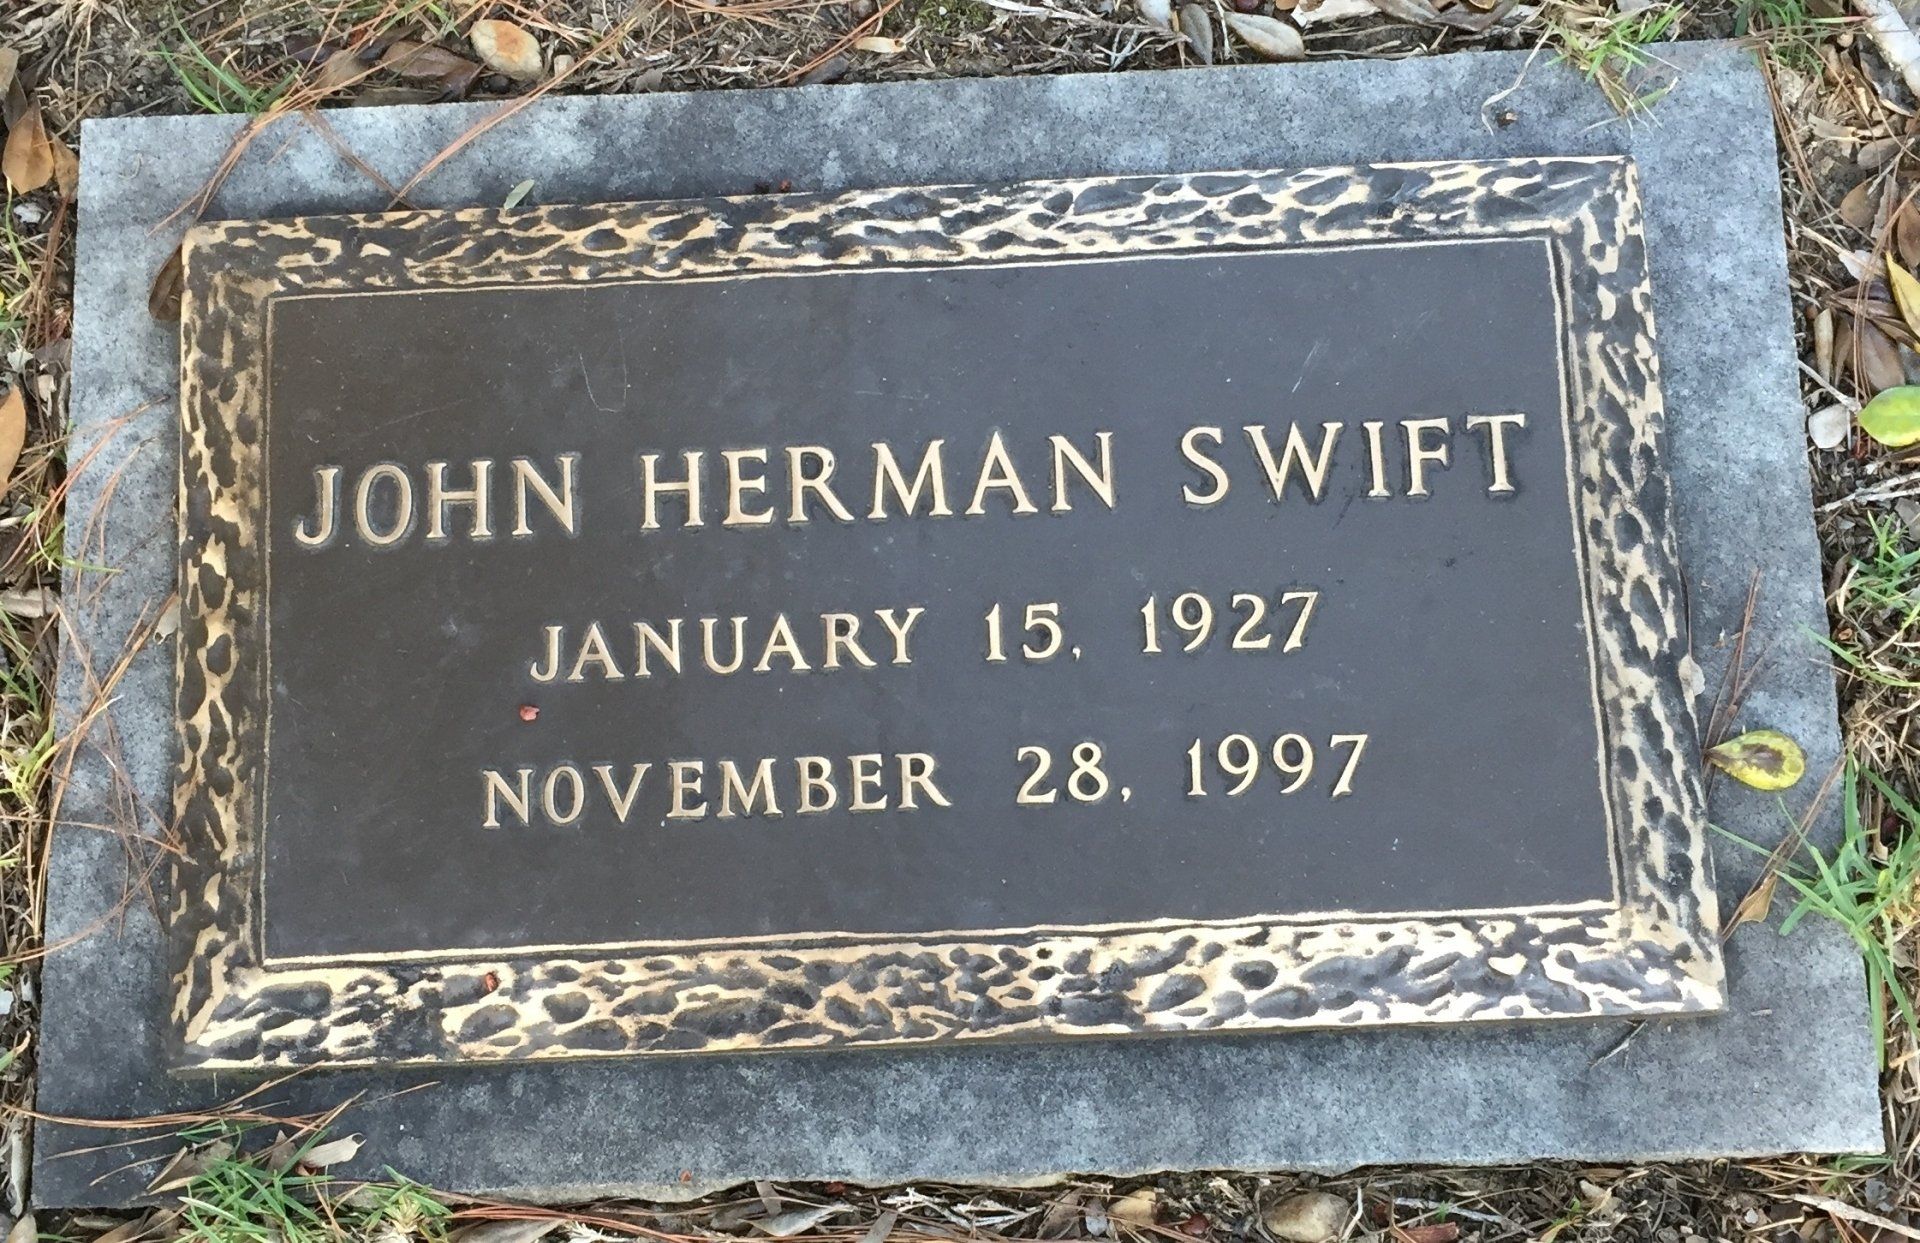 JOHN HERMAN SWIFT
JANUARY 15, 1927
NOVEMBER 28, 1997